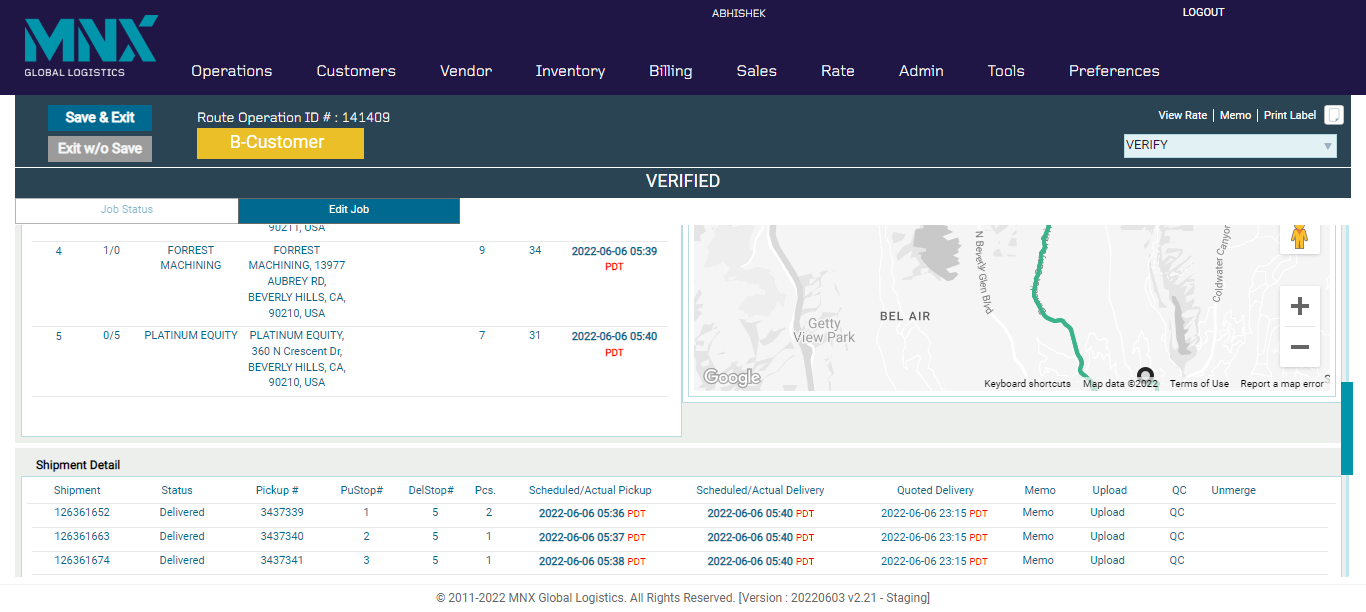 ABHISHEK
LOGOUT
MNX
GLOBAL LOGISTICS
Operations Customers Vendor Inventory Billing Sales Rate Admin Tools Preferences
Save & Exit
Exit w/o Save
Route Operation ID # : 141409
B-Customer
View Rate | Memo | Print Label
VERIFY
VERIFIED
Job Status
Edit Job
90211, USA
4 1/0 FORREST FORREST 9 34 2022-06-06 05:39
MACHINING MACHINING, 13977 PDT
AUBREY RD,
BEVERLY HILLS, CA,
90210, USA
5 0/5 PLATINUM EQUITY PLATINUM EQUITY, 7 31 2022-06-06 05:40
360 N Crescent Dr, PDT
BEVERLY HILLS, CA,
90210, USA
N Beverly Glen Blvd
Coldwater Canyon
Getty
View Park
BEL AIR
Google
Keyboard shortcuts Map data ©2022 Terms of Use Report a map error
Shipment Detail
Shipment Status Pickup # PuStop# DelStop# Pcs. Scheduled/Actual Pickup Scheduled/Actual Delivery Quoted Delivery Memo Upload QC Unmerge
126361652 Delivered 3437339 1 5 2 2022-06-06 05:36 PDT 2022-06-06 05:40 PDT 2022-06-06 23:15 PDT Memo Upload QC
126361663 Delivered 3437340 2 5 1 2022-06-06 05:37 PDT 2022-06-06 05:40 PDT 2022-06-06 23:15 PDT Memo Upload QC
126361674 Delivered 3437341 3 5 1 2022-06-06 05:38 PDT 2022-06-06 05:40 PDT 2022-06-06 23:15 PDT Memo Upload QC
© 2011-2022 MNX Global Logistics. All Rights Reserved. [Version : 20220603 v2.21 - Staging]